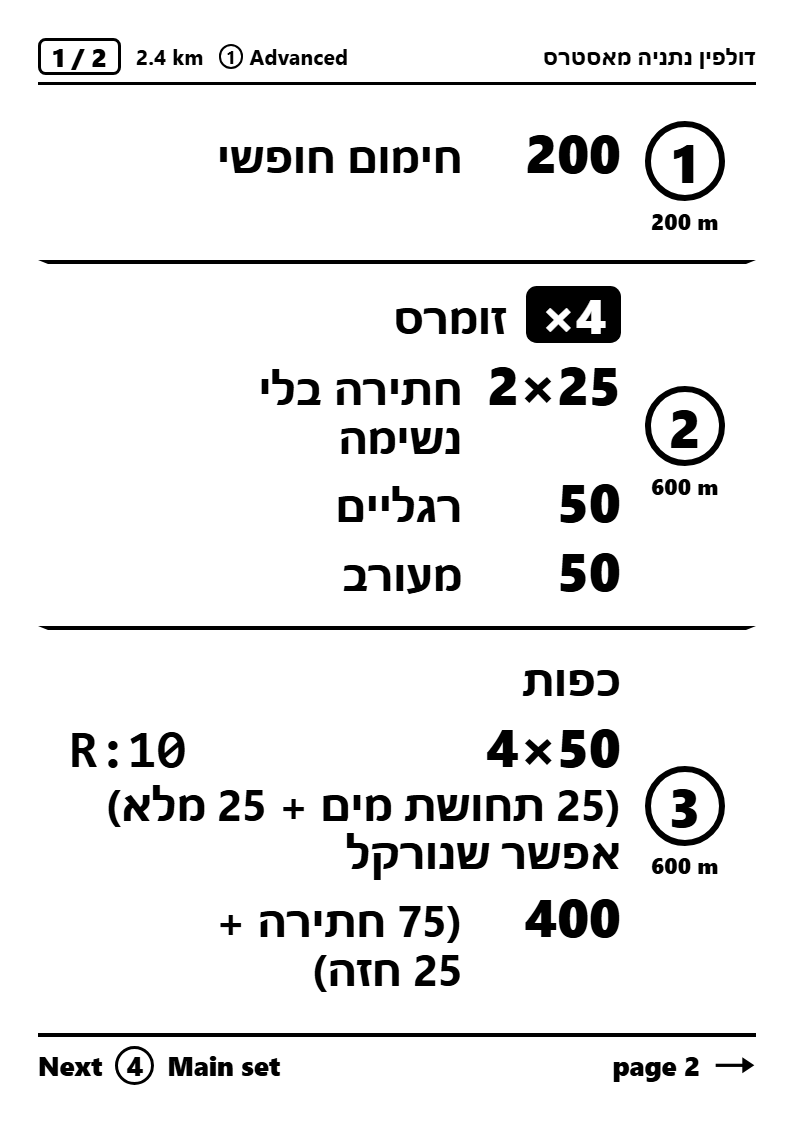 1 / 2 2.4 km 1 Advanced דולפין נתניה מאסטרס
1 200 חימום חופשי
200 m
×4 זומרס
2×25 חתירה בלי
נשימה
2
600 m
50 רגליים
50 מעורב
כפות
4×50 R:10
(25 תחושת מים + 25 מלא)
אפשר שנורקל
3
600 m
400 (75 חתירה +
25 חזה)
Next 4 Main set page 2 →